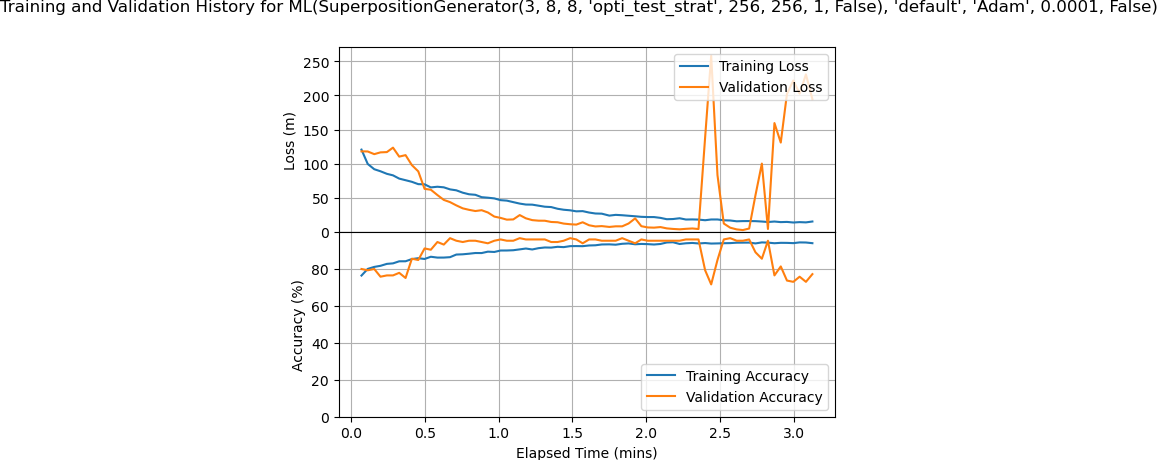 Training and Validation History for ML(SuperpositionGenerator(3, 8, 8, 'opti_test_strat', 256, 256, 1, False), 'default', 'Adam', 0.0001, False)
250
200
150
100
50
0
Loss (m)
Training Loss
Validation Loss
80
60
40
20
0
Accuracy (%)
Training Accuracy
Validation Accuracy
0.0 0.5 1.0 1.5 2.0 2.5 3.0
Elapsed Time (mins)